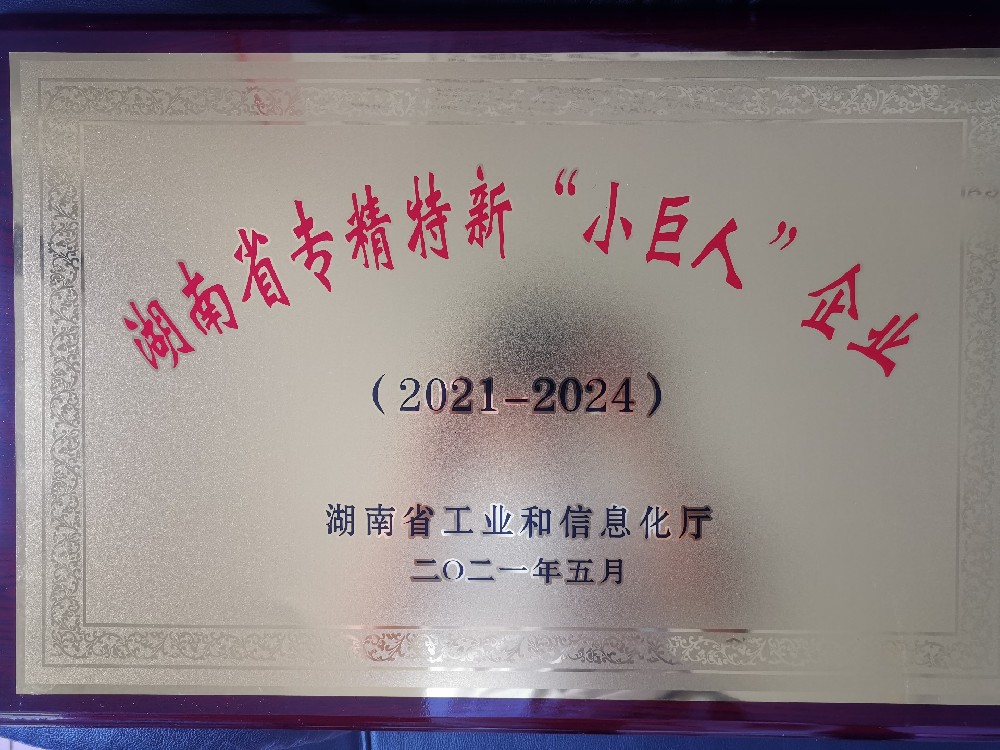 湖南省专精特新“小巨人”企业
（2021-2024）
湖南省工业和信息化厅
二〇二一年五月